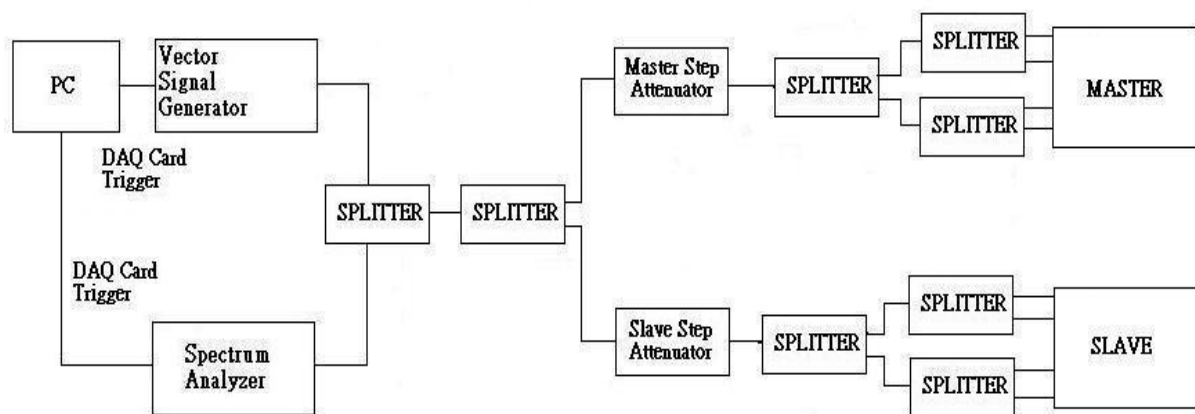 PC
Vector
Signal
Generator
DAQ Card
Trigger
DAQ Card
Trigger
Spectrum
Analyzer
SPLITTER
SPLITTER
Master Step
Attenuator
SPLITTER
SPLITTER
SPLITTER
MASTER
Slave Step
Attenuator
SPLITTER
SPLITTER
SPLITTER
SLAVE